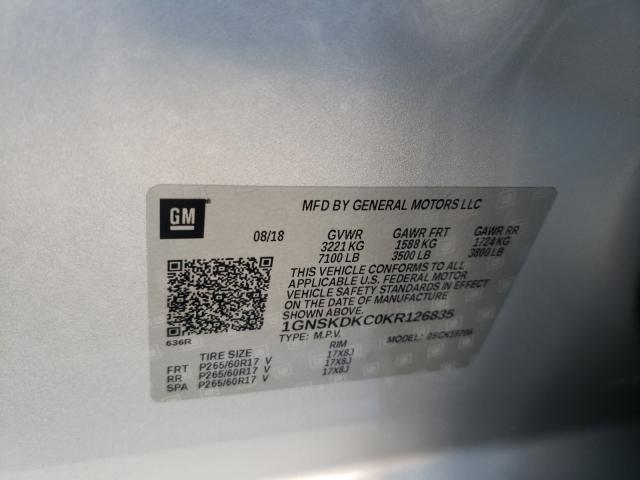 GM
MFD BY GENERAL MOTORS LLC
08/18 GVWR GAWR FRT GAWR RR
3221 KG 1588 KG 1724 KG
7100 LB 3500 LB 3800 LB
THIS VEHICLE CONFORMS TO ALL
APPLICABLE U.S. FEDERAL MOTOR
VEHICLE SAFETY STANDARDS IN EFFECT
ON THE DATE OF MANUFACTURE
SHOWN ABOVE.
1GNSKDKC0KR126835
636R
TYPE: M.P.V. MODEL:
TIRE SIZE RIM
FRT P265/60R17 V 17X8J
RR P265/60R17 V 17X8J
SPA P265/60R17 V 17X8J